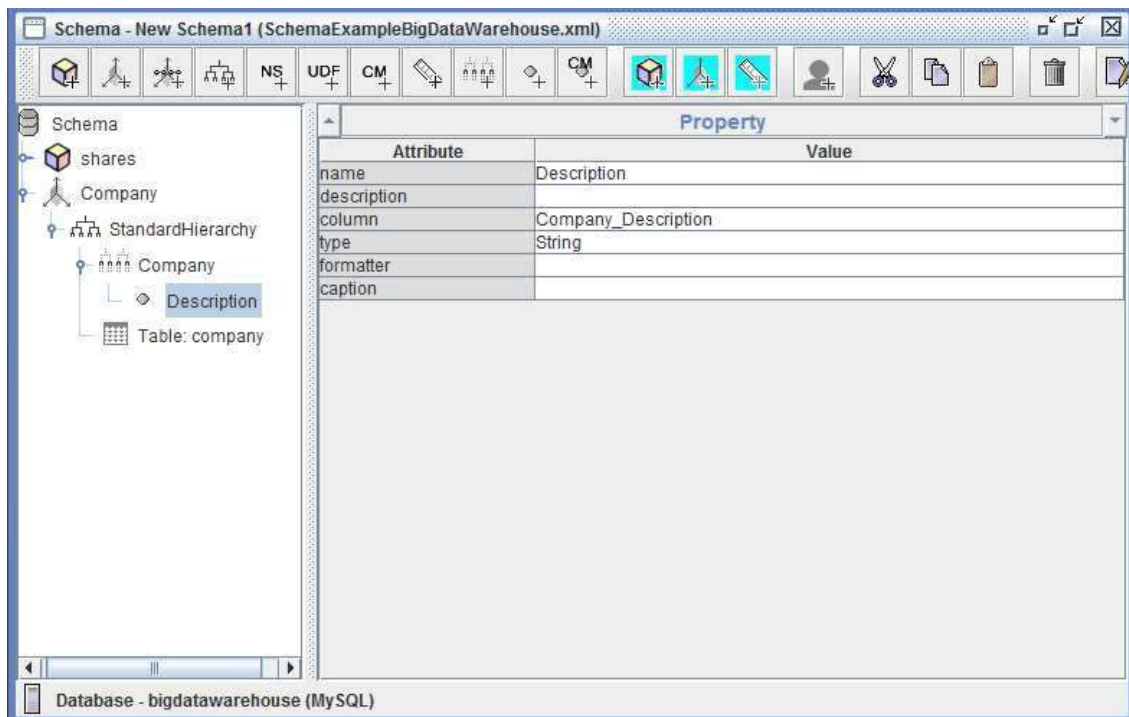 Schema - New Schema1 (SchemaExampleBigDataWarehouse.xml)
NS UDF CM CM
Schema
shares
Company
StandardHierarchy
Company
Description
Table: company
Property
Attribute Value
name Description
description
column Company_Description
type String
formatter
caption
Database - bigdatawarehouse (MySQL)